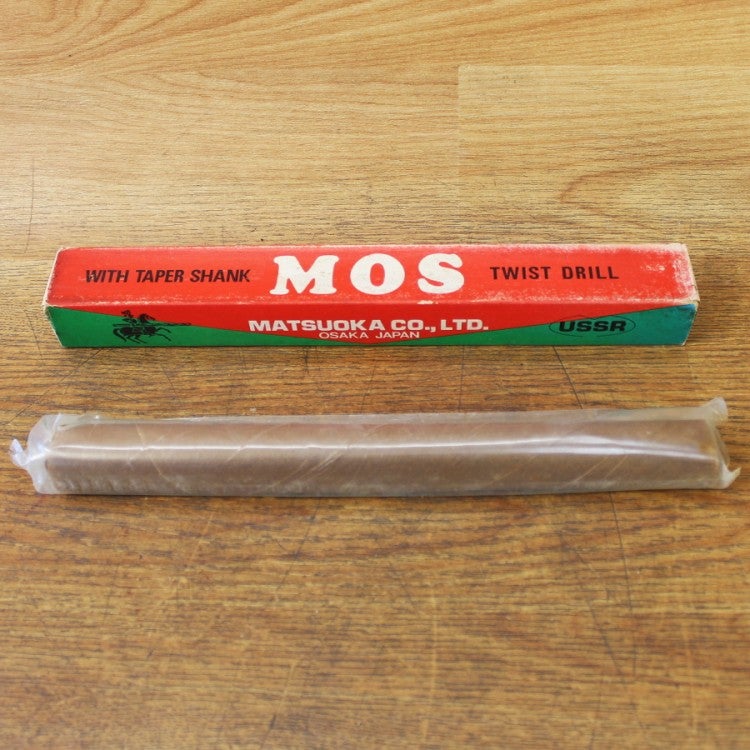 WITH TAPER SHANK MOS TWIST DRILL
MATSUOKA CO., LTD.
OSAKA JAPAN
USSR